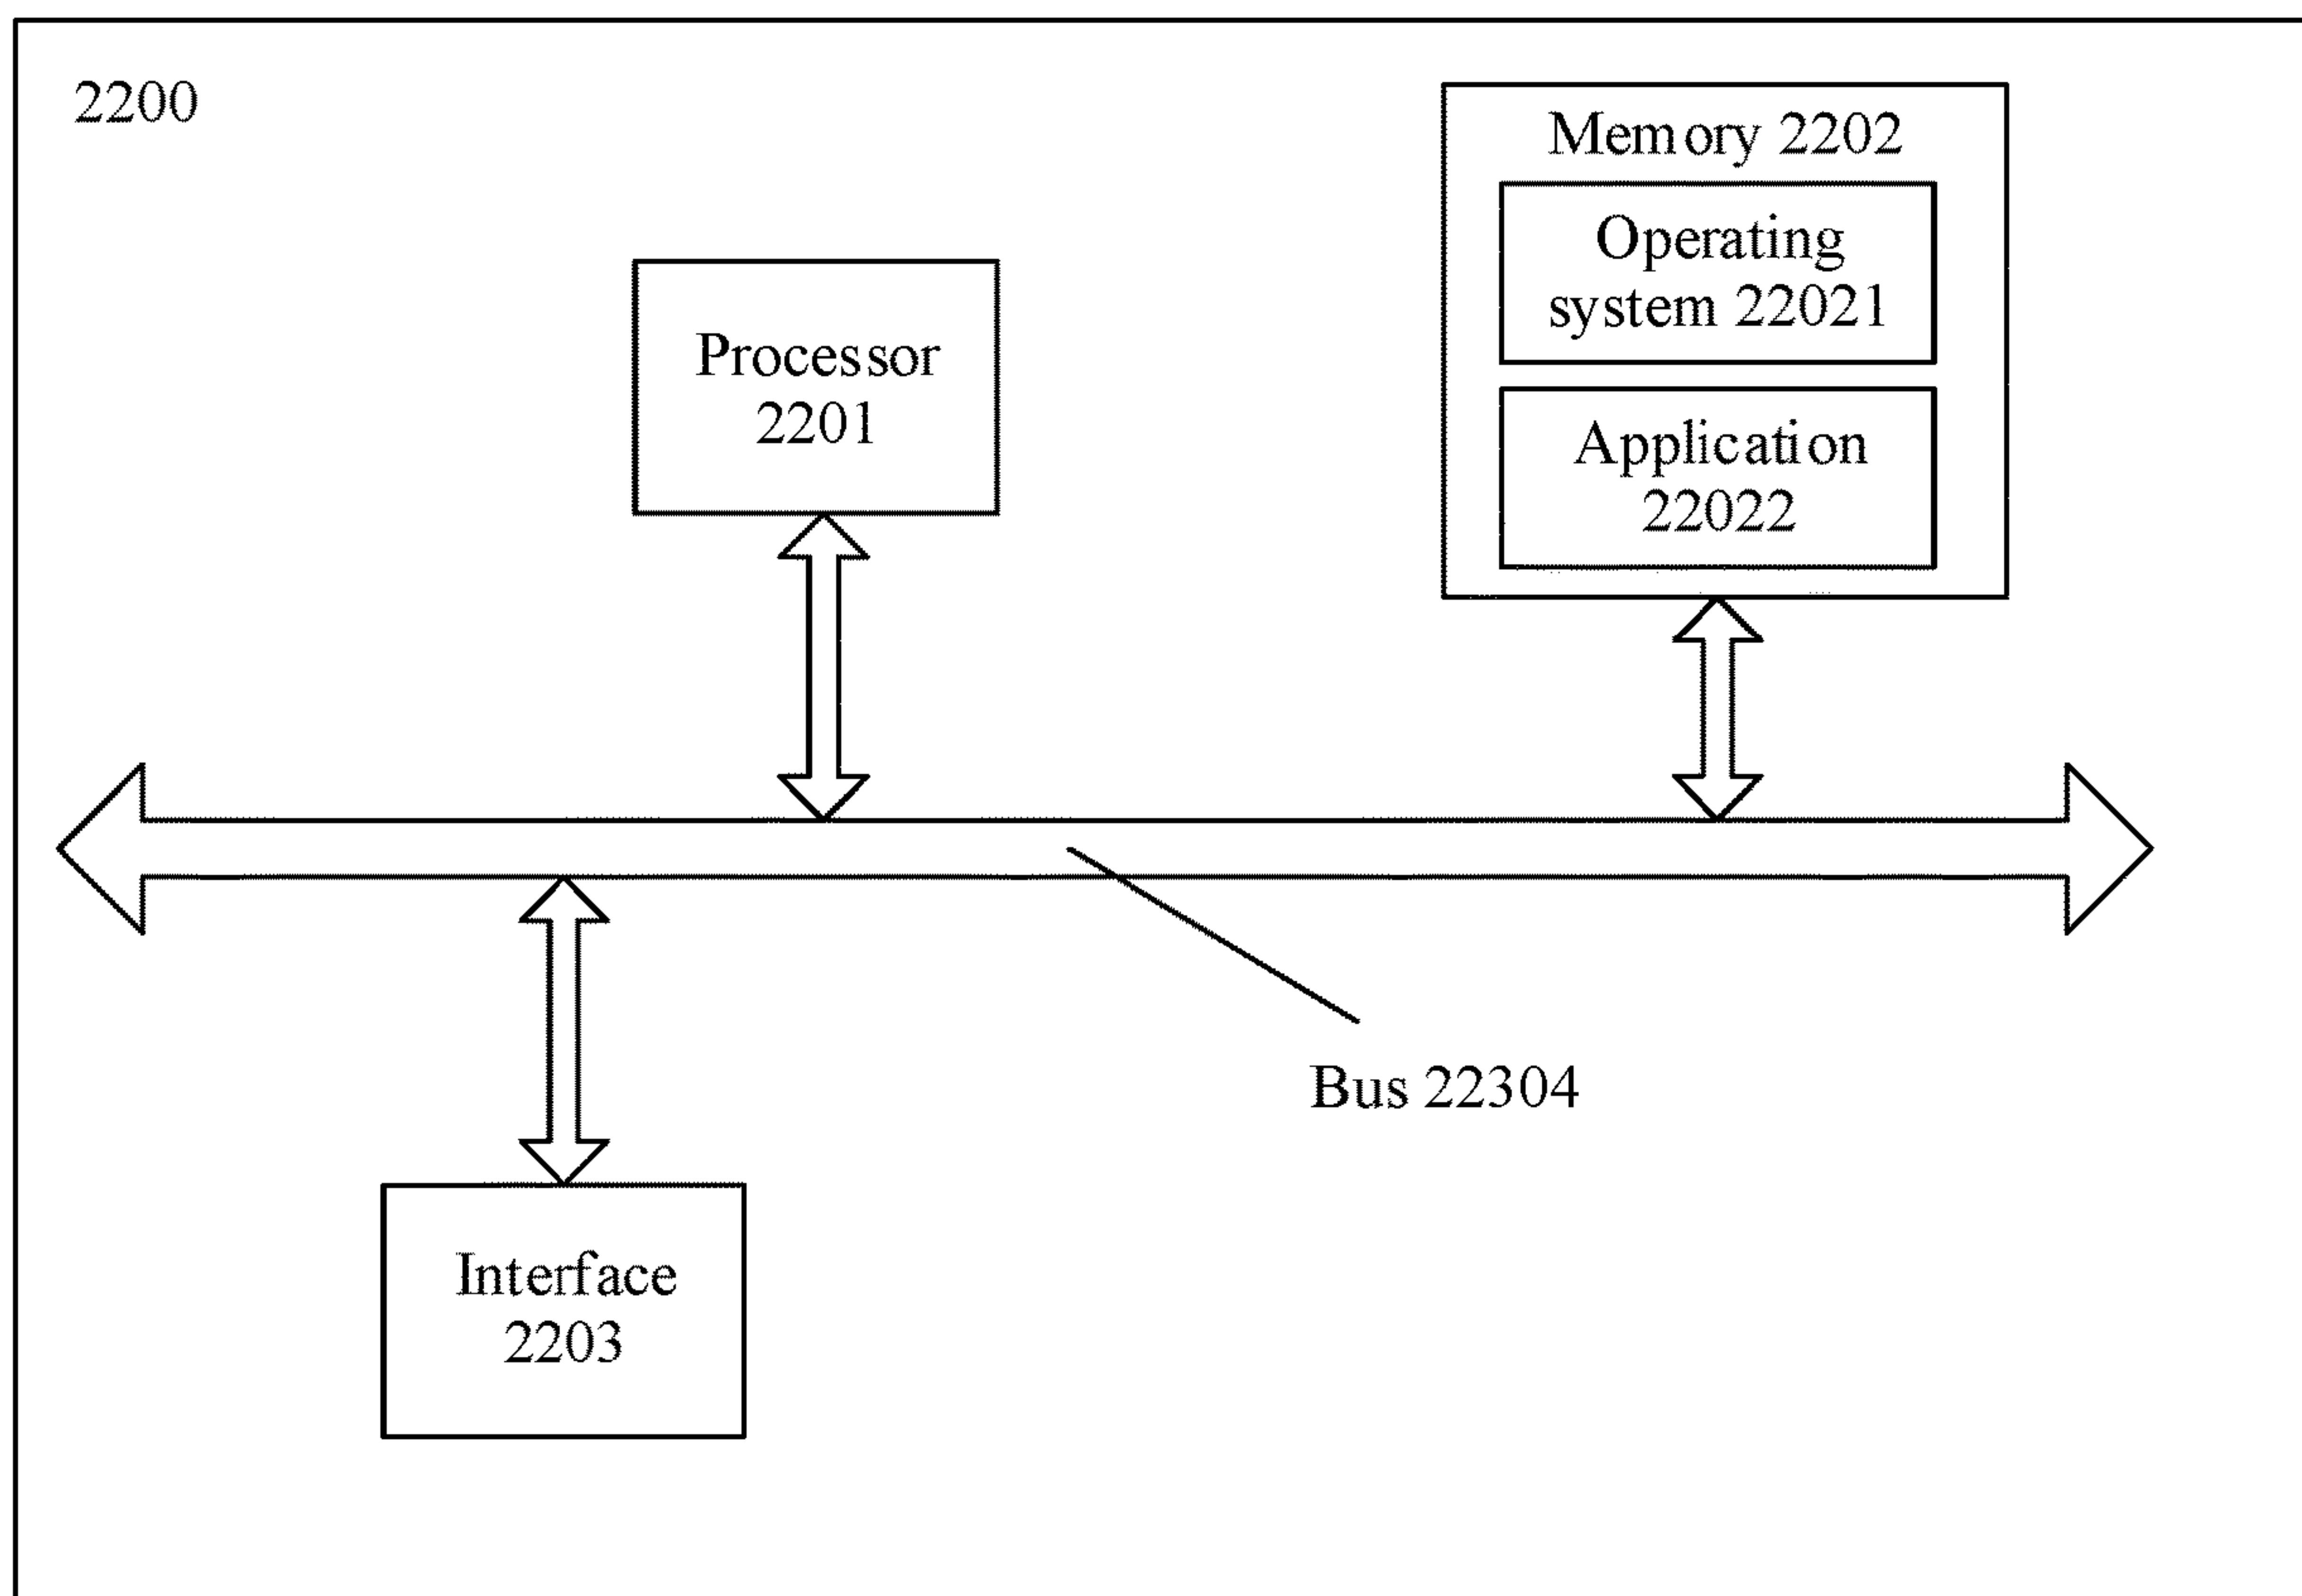 2200
Memory 2202
Operating
system 22021
Processor
2201
Application
22022
Bus 22304
Interface
2203